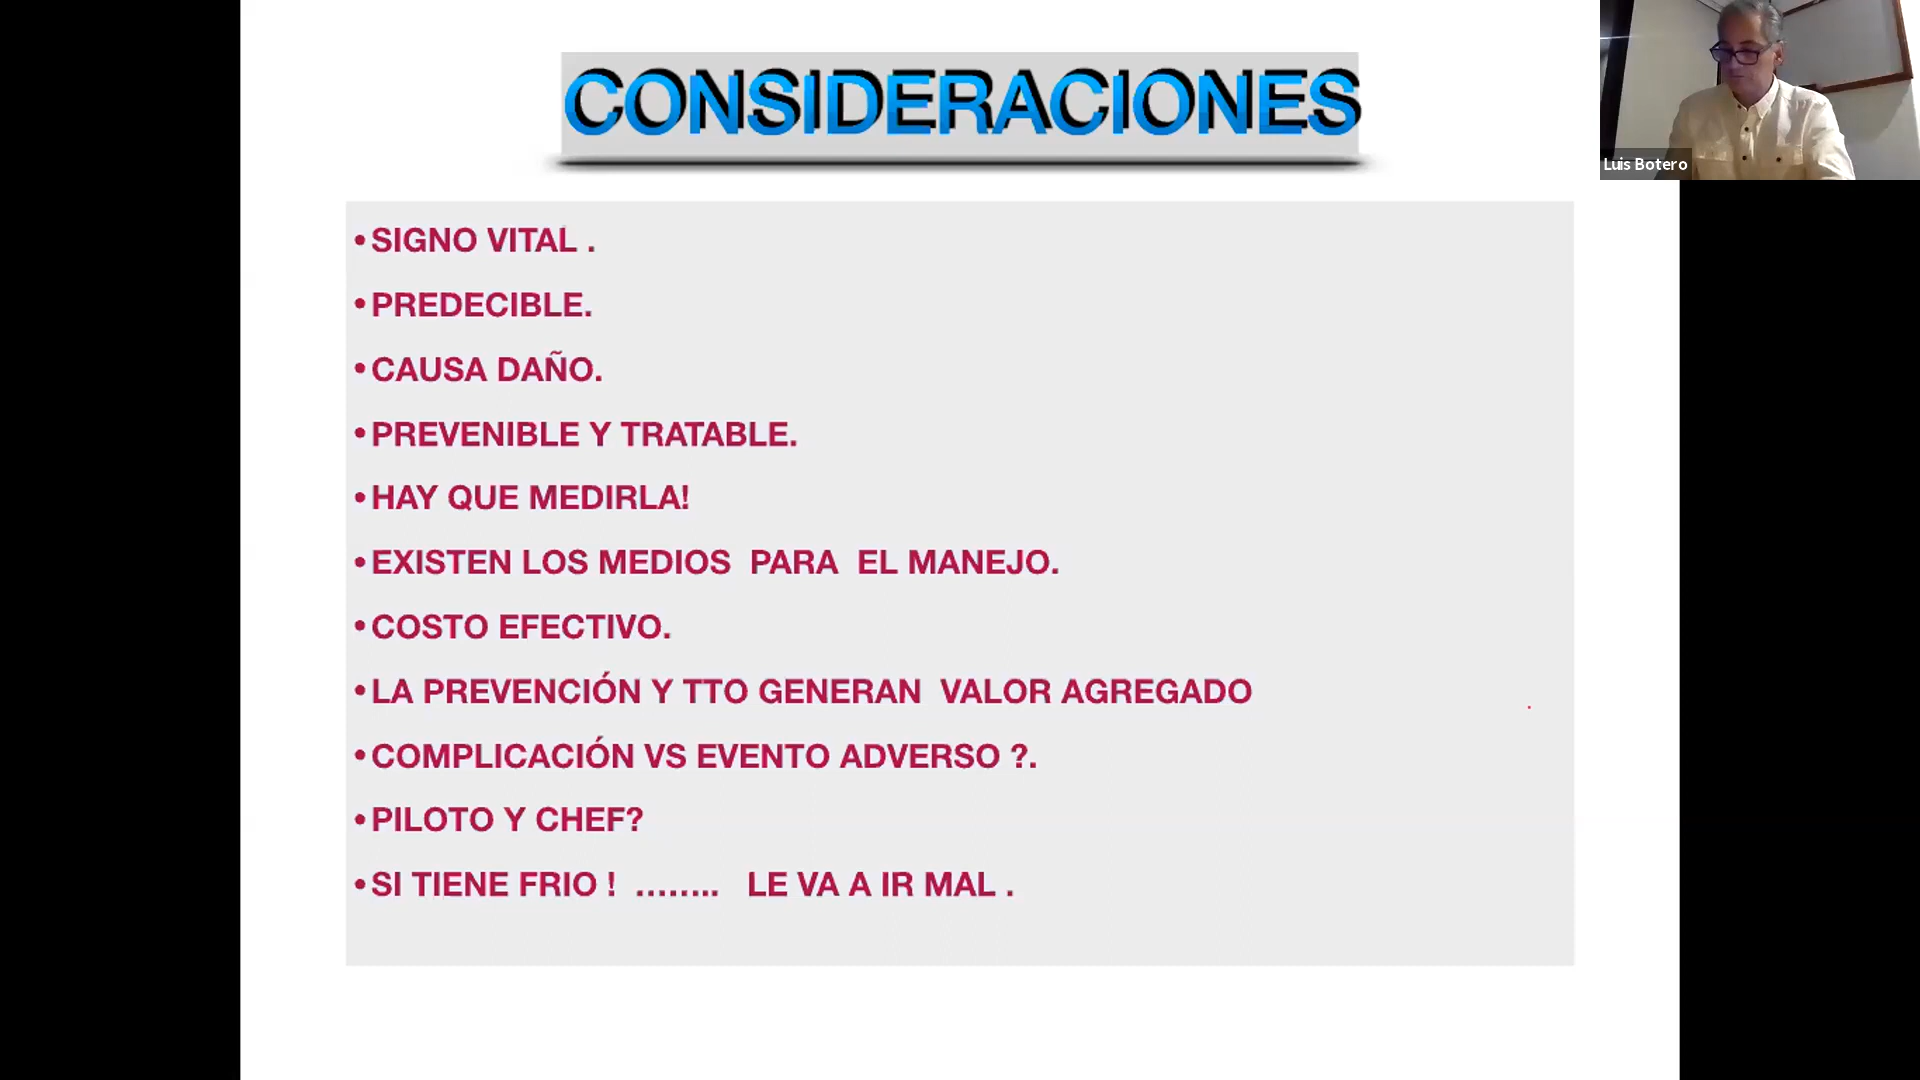 CONSIDERACIONES
Luis Botero
•SIGNO VITAL .
•PREDECIBLE.
•CAUSA DAÑO.
•PREVENIBLE Y TRATABLE.
•HAY QUE MEDIRLA!
•EXISTEN LOS MEDIOS  PARA  EL MANEJO.
•COSTO EFECTIVO.
•LA PREVENCIÓN Y TTO GENERAN  VALOR AGREGADO
•COMPLICACIÓN VS EVENTO ADVERSO ?.
•PILOTO Y CHEF?
•SI TIENE FRIO !  ........   LE VA A IR MAL .